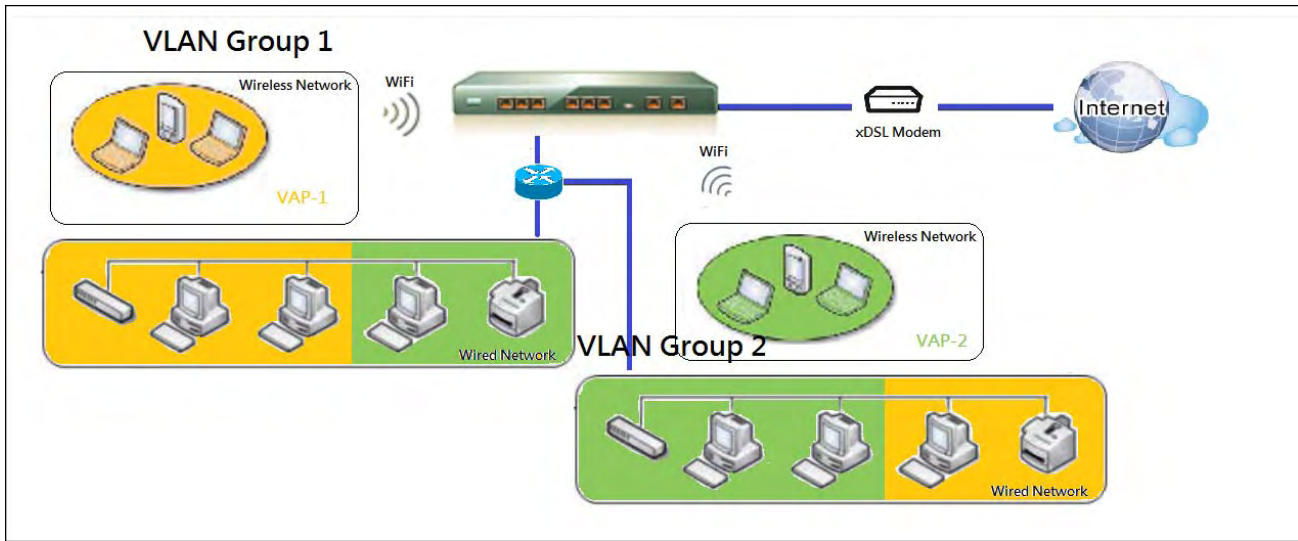 VLAN Group 1
Wireless Network
WiFi
VAP-1
xDSL Modem
Internet
WiFi
Wireless Network
VAP-2
Wired Network
VLAN Group 2
Wired Network